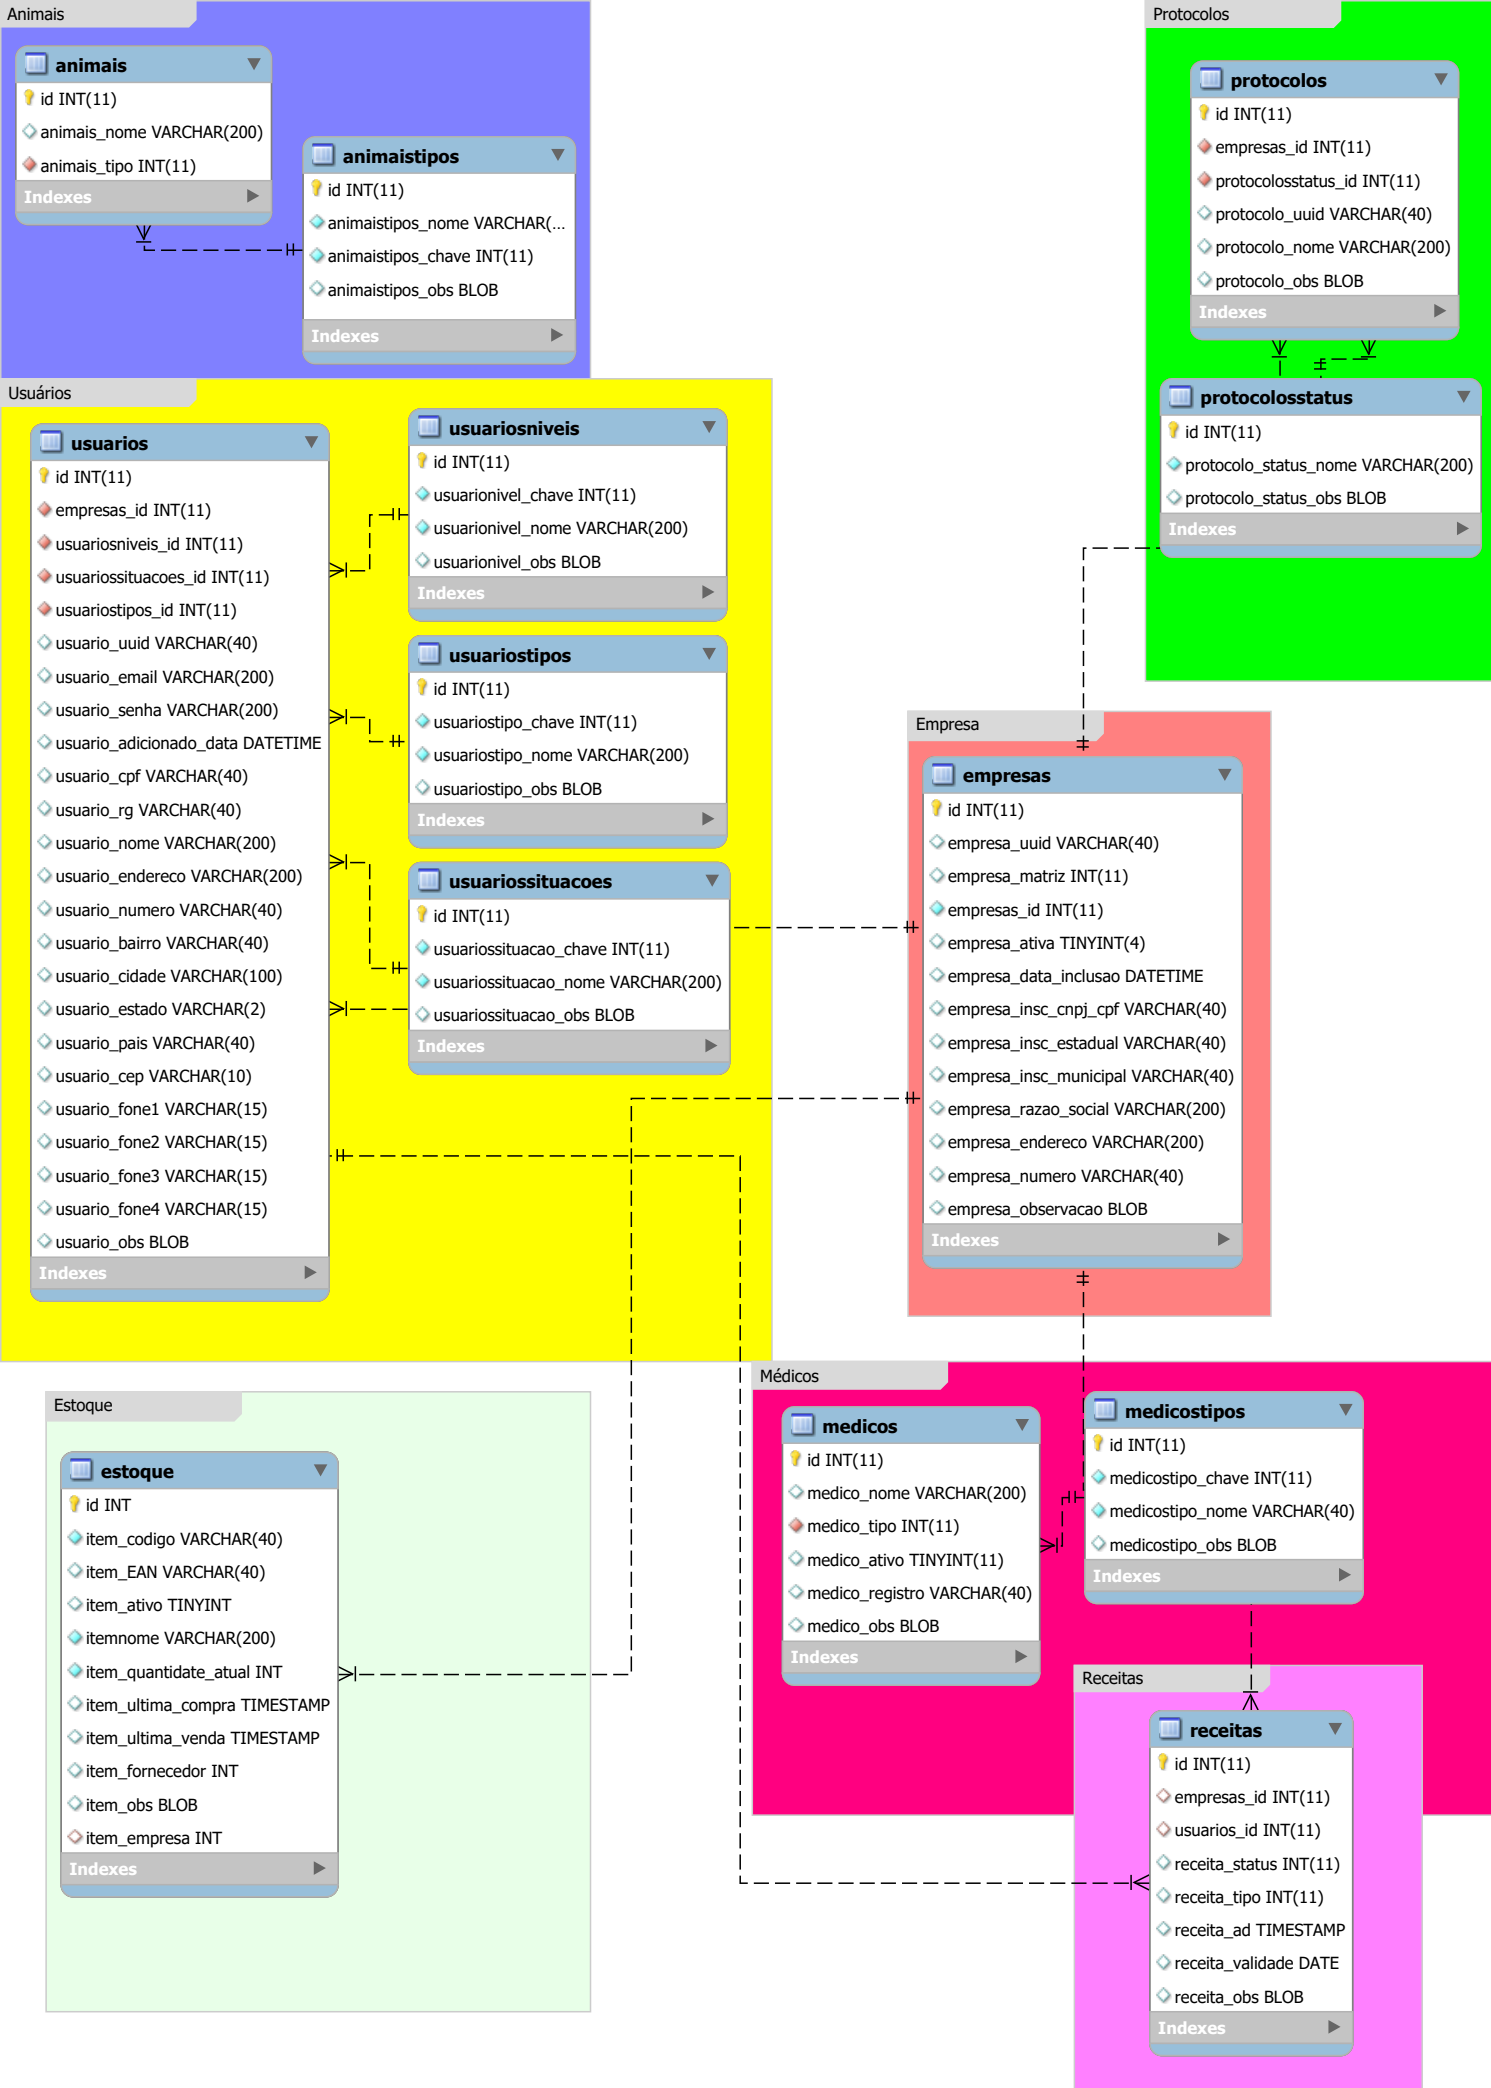 Animais
animais
id INT(11)
animais_nome VARCHAR(200)
animais_tipo INT(11)
Indexes
animaistipos
id INT(11)
animaistipos_nome VARCHAR(...
animaistipos_chave INT(11)
animaistipos_obs BLOB
Indexes
Protocolos
protocolos
id INT(11)
empresas_id INT(11)
protocolosstatus_id INT(11)
protocolo_uuid VARCHAR(40)
protocolo_nome VARCHAR(200)
protocolo_obs BLOB
Indexes
protocolosstatus
id INT(11)
protocolo_status_nome VARCHAR(200)
protocolo_status_obs BLOB
Indexes
Usuários
usuarios
id INT(11)
empresas_id INT(11)
usuariosniveis_id INT(11)
usuariossituacoes_id INT(11)
usuariostipos_id INT(11)
usuario_uuid VARCHAR(40)
usuario_email VARCHAR(200)
usuario_senha VARCHAR(200)
usuario_adicionado_data DATETIME
usuario_cpf VARCHAR(40)
usuario_rg VARCHAR(40)
usuario_nome VARCHAR(200)
usuario_endereco VARCHAR(200)
usuario_numero VARCHAR(40)
usuario_bairro VARCHAR(40)
usuario_cidade VARCHAR(100)
usuario_estado VARCHAR(2)
usuario_pais VARCHAR(40)
usuario_cep VARCHAR(10)
usuario_fone1 VARCHAR(15)
usuario_fone2 VARCHAR(15)
usuario_fone3 VARCHAR(15)
usuario_fone4 VARCHAR(15)
usuario_obs BLOB
Indexes
usuariosniveis
id INT(11)
usuarionivel_chave INT(11)
usuarionivel_nome VARCHAR(200)
usuarionivel_obs BLOB
Indexes
usuariostipos
id INT(11)
usuariostipo_chave INT(11)
usuariostipo_nome VARCHAR(200)
usuariostipo_obs BLOB
Indexes
usuariossituacoes
id INT(11)
usuariossituacao_chave INT(11)
usuariossituacao_nome VARCHAR(200)
usuariossituacao_obs BLOB
Indexes
Empresa
empresas
id INT(11)
empresa_uuid VARCHAR(40)
empresa_matriz INT(11)
empresas_id INT(11)
empresa_ativa TINYINT(4)
empresa_data_inclusao DATETIME
empresa_insc_cnpj_cpf VARCHAR(40)
empresa_insc_estadual VARCHAR(40)
empresa_insc_municipal VARCHAR(40)
empresa_razao_social VARCHAR(200)
empresa_endereco VARCHAR(200)
empresa_numero VARCHAR(40)
empresa_observacao BLOB
Indexes
Estoque
estoque
id INT
item_codigo VARCHAR(40)
item_EAN VARCHAR(40)
item_ativo TINYINT
itemnome VARCHAR(200)
item_quantidate_atual INT
item_ultima_compra TIMESTAMP
item_ultima_venda TIMESTAMP
item_fornecedor INT
item_obs BLOB
item_empresa INT
Indexes
Médicos
medicos
id INT(11)
medico_nome VARCHAR(200)
medico_tipo INT(11)
medico_ativo TINYINT(11)
medico_registro VARCHAR(40)
medico_obs BLOB
Indexes
medicostipos
id INT(11)
medicostipo_chave INT(11)
medicostipo_nome VARCHAR(40)
medicostipo_obs BLOB
Indexes
Receitas
receitas
id INT(11)
empresas_id INT(11)
usuarios_id INT(11)
receita_status INT(11)
receita_tipo INT(11)
receita_ad TIMESTAMP
receita_validade DATE
receita_obs BLOB
Indexes